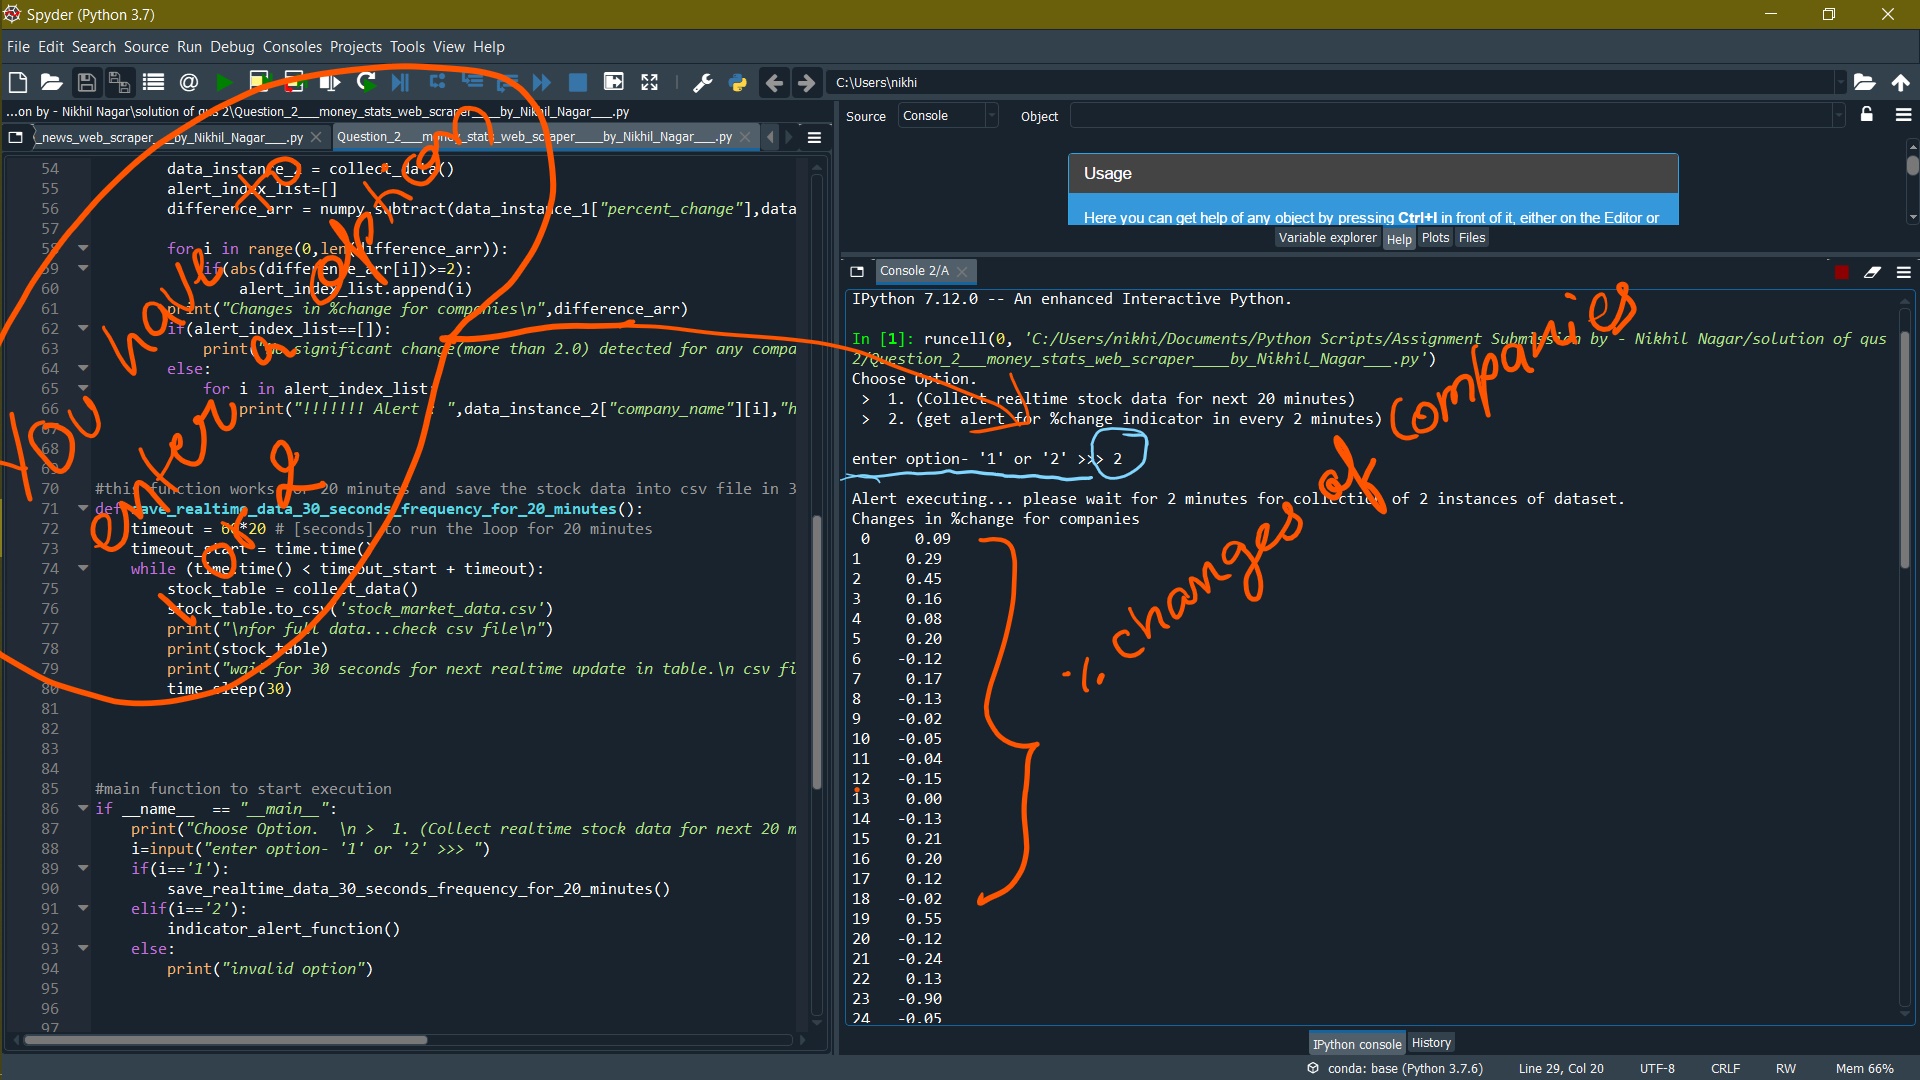 Spyder (Python 3.7)
File Edit Search Source Run Debug Consoles Projects Tools View Help
C:\Users\nikhi
...on by - Nikhil Nagar\solution of qus 2\Question_2___money_stats_web_scraper____by_Nikhil_Nagar___.py
_news_web_scraper___by_Nikhil_Nagar___.py
Question_2___money_stats_web_scraper____by_Nikhil_Nagar___.py
54 data_instance_2 = collect_data()
55 alert_index_list=[]
56 difference_arr = numpy.subtract(data_instance_1["percent_change"],data
57
58 for i in range(0,len(difference_arr)):
59 if(abs(difference_arr[i])>=2):
60 alert_index_list.append(i)
61 print("Changes in %change for companies\n",difference_arr)
62 if(alert_index_list==[]):
63 print("No significant change(more than 2.0) detected for any compa
64 else:
65 for i in alert_index_list:
66 print("!!!!!!! Alert : ",data_instance_2["company_name"][i],"h
67
68
69
70 #this function works for 20 minutes and save the stock data into csv file in 3
71 def save_realtime_data_30_seconds_frequency_for_20_minutes():
72 timeout = 60*20 # [seconds] to run the loop for 20 minutes
73 timeout_start = time.time()
74 while (time.time() < timeout_start + timeout):
75 stock_table = collect_data()
76 stock_table.to_csv('stock_market_data.csv')
77 print("\nfor full data...check csv file\n")
78 print(stock_table)
79 print("wait for 30 seconds for next realtime update in table.\n csv fi
80 time.sleep(30)
81
82
83
84
85 #main function to start execution
86 if __name__ == "__main__":
87 print("Choose Option.  \n >  1. (Collect realtime stock data for next 20 m
88 i=input("enter option- '1' or '2' >>> ")
89 if(i=='1'):
90 save_realtime_data_30_seconds_frequency_for_20_minutes()
91 elif(i=='2'):
92 indicator_alert_function()
93 else:
94 print("invalid option")
95
96
97
You have to
enter a option
1 or 2
Source Console Object
Usage
Here you can get help of any object by pressing Ctrl+I in front of it, either on the Editor or
Variable explorer Help Plots Files
Console 2/A
IPython 7.12.0 -- An enhanced Interactive Python.
In [1]: runcell(0, 'C:/Users/nikhi/Documents/Python Scripts/Assignment Submission by - Nikhil Nagar/solution of qus
2/Question_2___money_stats_web_scraper____by_Nikhil_Nagar___.py')
Choose Option.
> 1. (Collect realtime stock data for next 20 minutes)
> 2. (get alert for %change indicator in every 2 minutes)
enter option- '1' or '2' >>> 2
Alert executing... please wait for 2 minutes for collection of 2 instances of dataset.
Changes in %change for companies
0 0.09
1 0.29
2 0.45
3 0.16
4 0.08
5 0.20
6 -0.12
7 0.17
8 -0.13
9 -0.02
10 -0.05
11 -0.04
12 -0.15
13 0.00
14 -0.13
15 0.21
16 0.20
17 0.12
18 -0.02
19 0.55
20 -0.12
21 -0.24
22 0.13
23 -0.90
24 -0.05
% changes of companies
IPython console History
conda: base (Python 3.7.6) Line 29, Col 20 UTF-8 CRLF RW Mem 66%